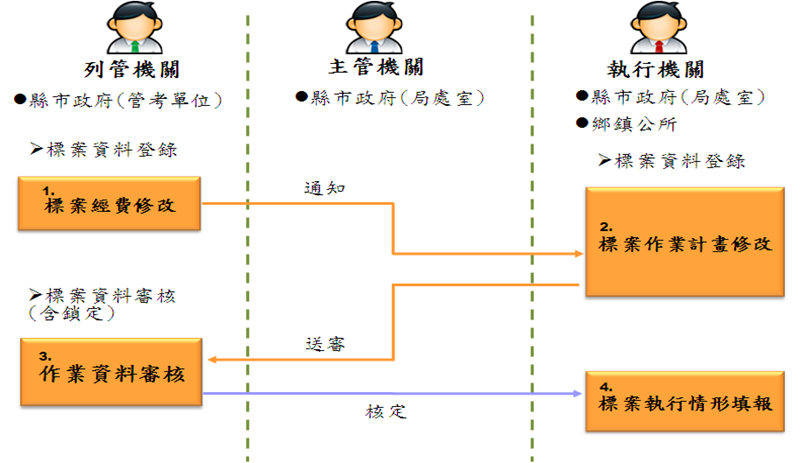 列管機關
主管機關
執行機關
●縣市政府(管考單位)
●縣市政府(局處室)
●縣市政府(局處室)
●鄉鎮公所
➢標案資料登錄
➢標案資料登錄
1.
標案經費修改
通知
2.
標案作業計畫修改
➢標案資料審核
(含鎖定)
送審
3.
作業資料審核
核定
4.
標案執行情形填報